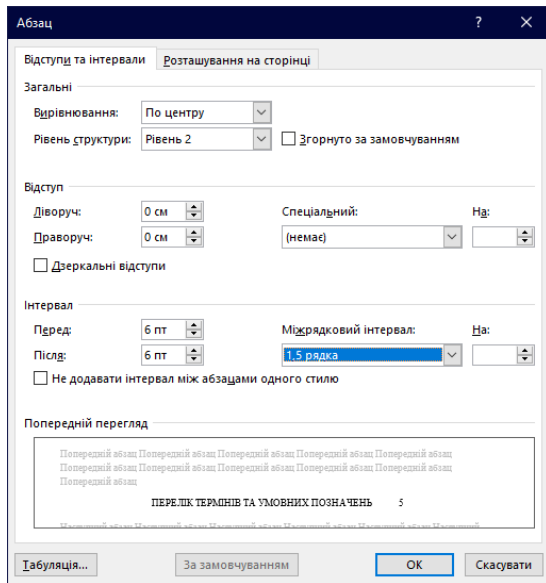 Абзац ?
Відступи та інтервали Розташування на сторінці
Загальні
Вирівнювання: По центру
Рівень структури: Рівень 2 Згорнуто за замовчуванням
Відступ
Ліворуч: 0 см Спеціальний: На:
Праворуч: 0 см (немає)
Дзеркальні відступи
Інтервал
Перед: 6 пт Міжрядковий інтервал: На:
Після: 6 пт 1,5 рядка
Не додавати інтервал між абзацами одного стилю
Попередній перегляд
Попередній абзац Попередній абзац Попередній абзац Попередній абзац Попередній абзац
Попередній абзац Попередній абзац Попередній абзац Попередній абзац Попередній абзац
Попередній абзац
ПЕРЕЛІК ТЕРМІНІВ ТА УМОВНИХ ПОЗНАЧЕНЬ 5
Табуляція... За замовчуванням ОК Скасувати